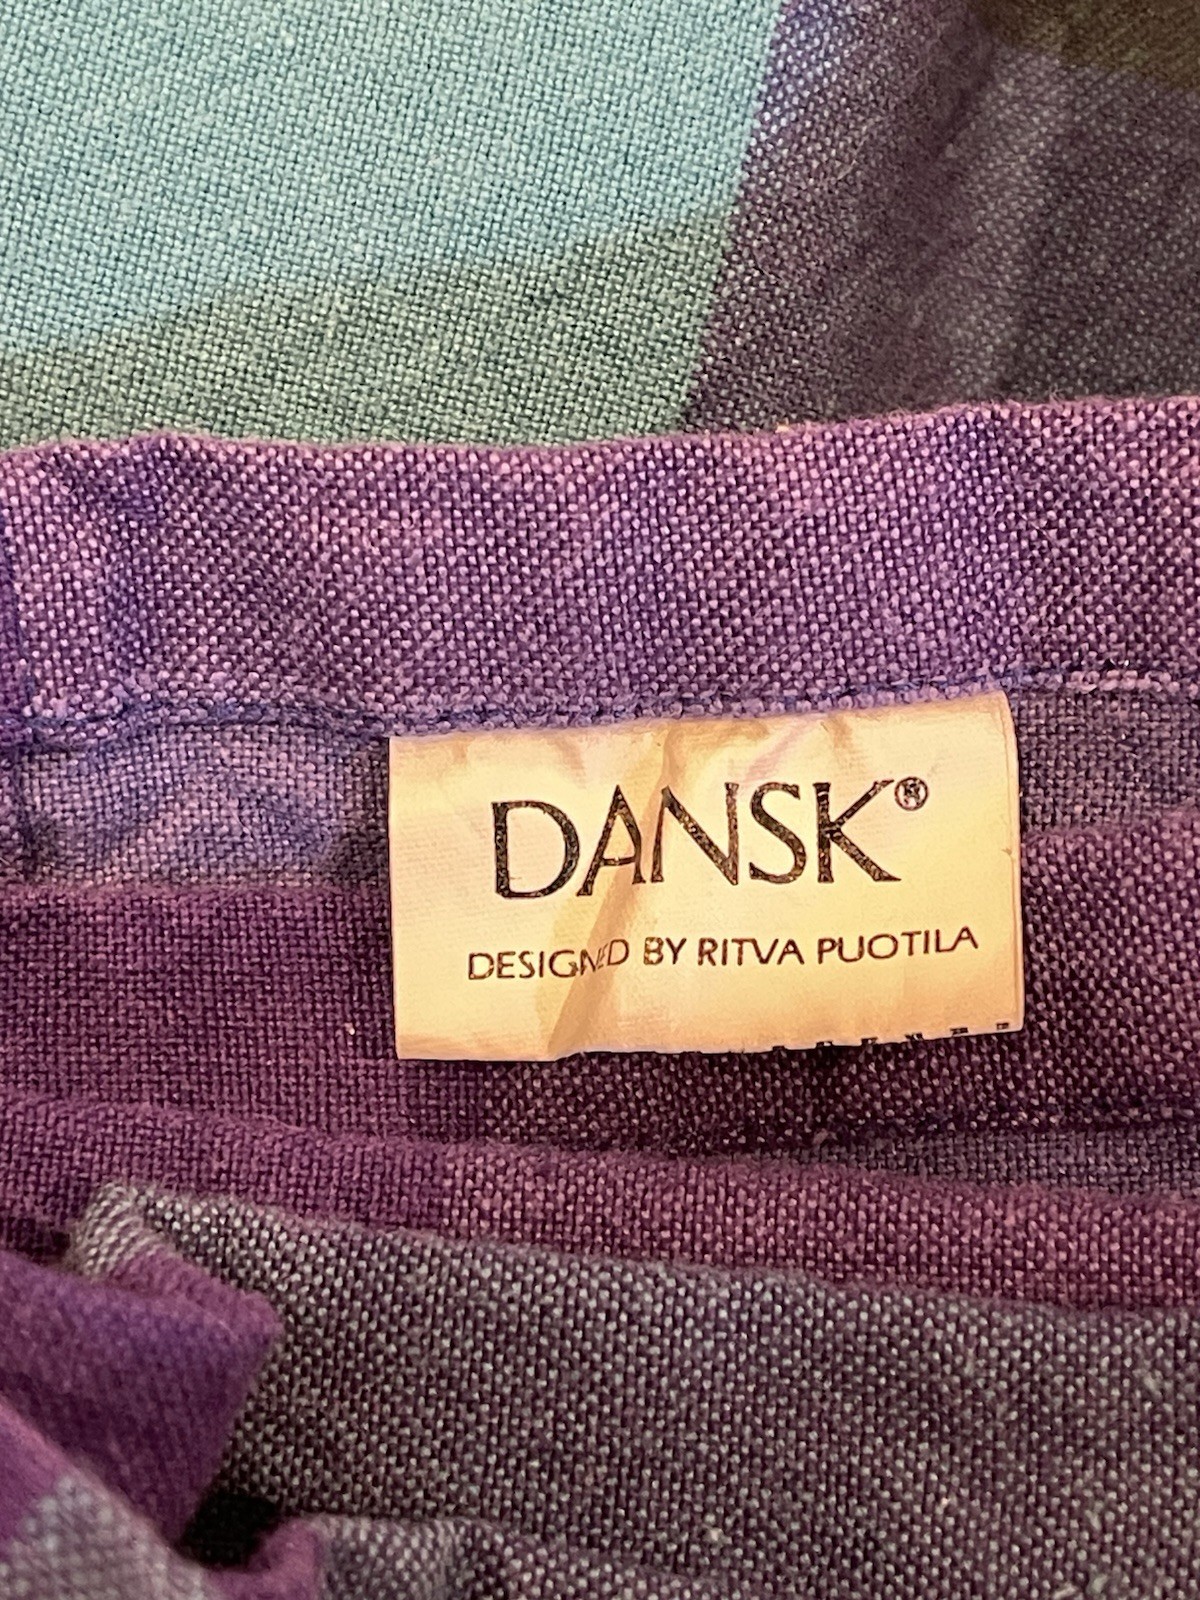 DANSK®
DESIGNED BY RITVA PUOTILA